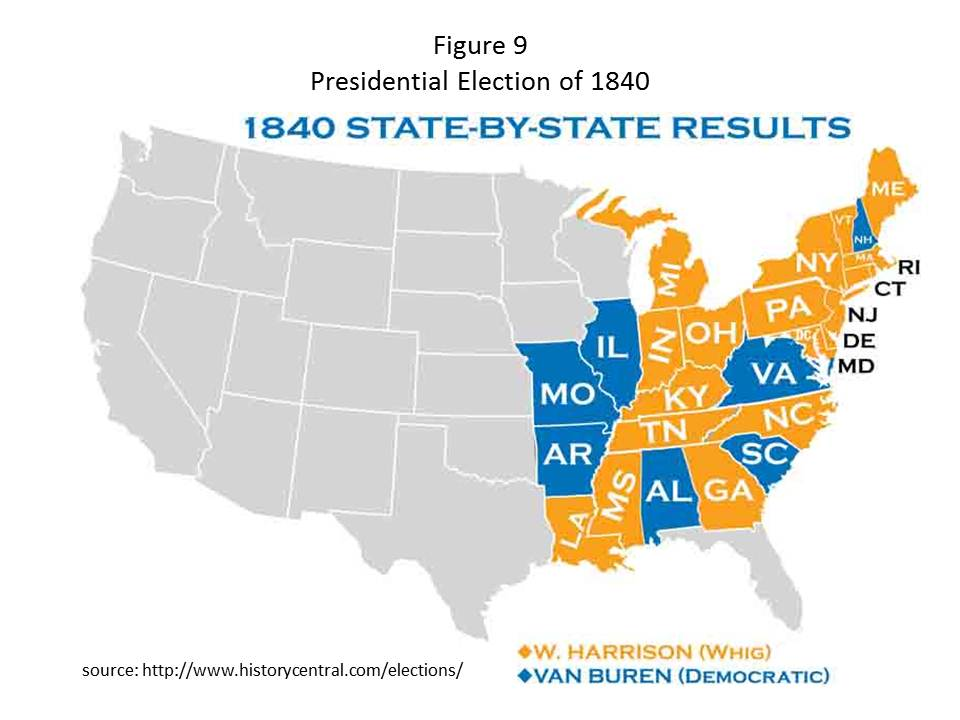 Figure 9
Presidential Election of 1840
1840 STATE-BY-STATE RESULTS
ME
VT
NH
MA
NY
RI
CT
MI
PA
NJ
OH
IN
IL
DC
DE
MD
VA
MO
KY
NC
TN
AR
SC
MS
AL
GA
LA
◆W. HARRISON (WHIG)
source: http://www.historycentral.com/elections/
◆VAN BUREN (DEMOCRATIC)